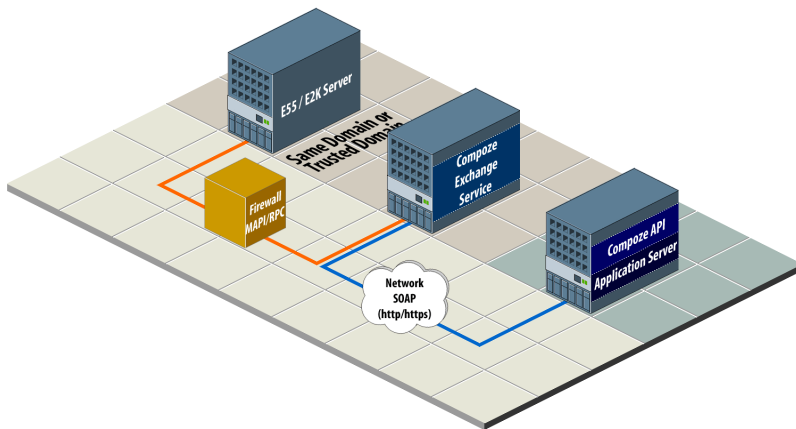 E55 / E2K Server
Same Domain or
Trusted Domain
Compoze
Exchange
Service
Firewall
MAPI/RPC
Compoze API
Application Server
Network
SOAP
(http/https)